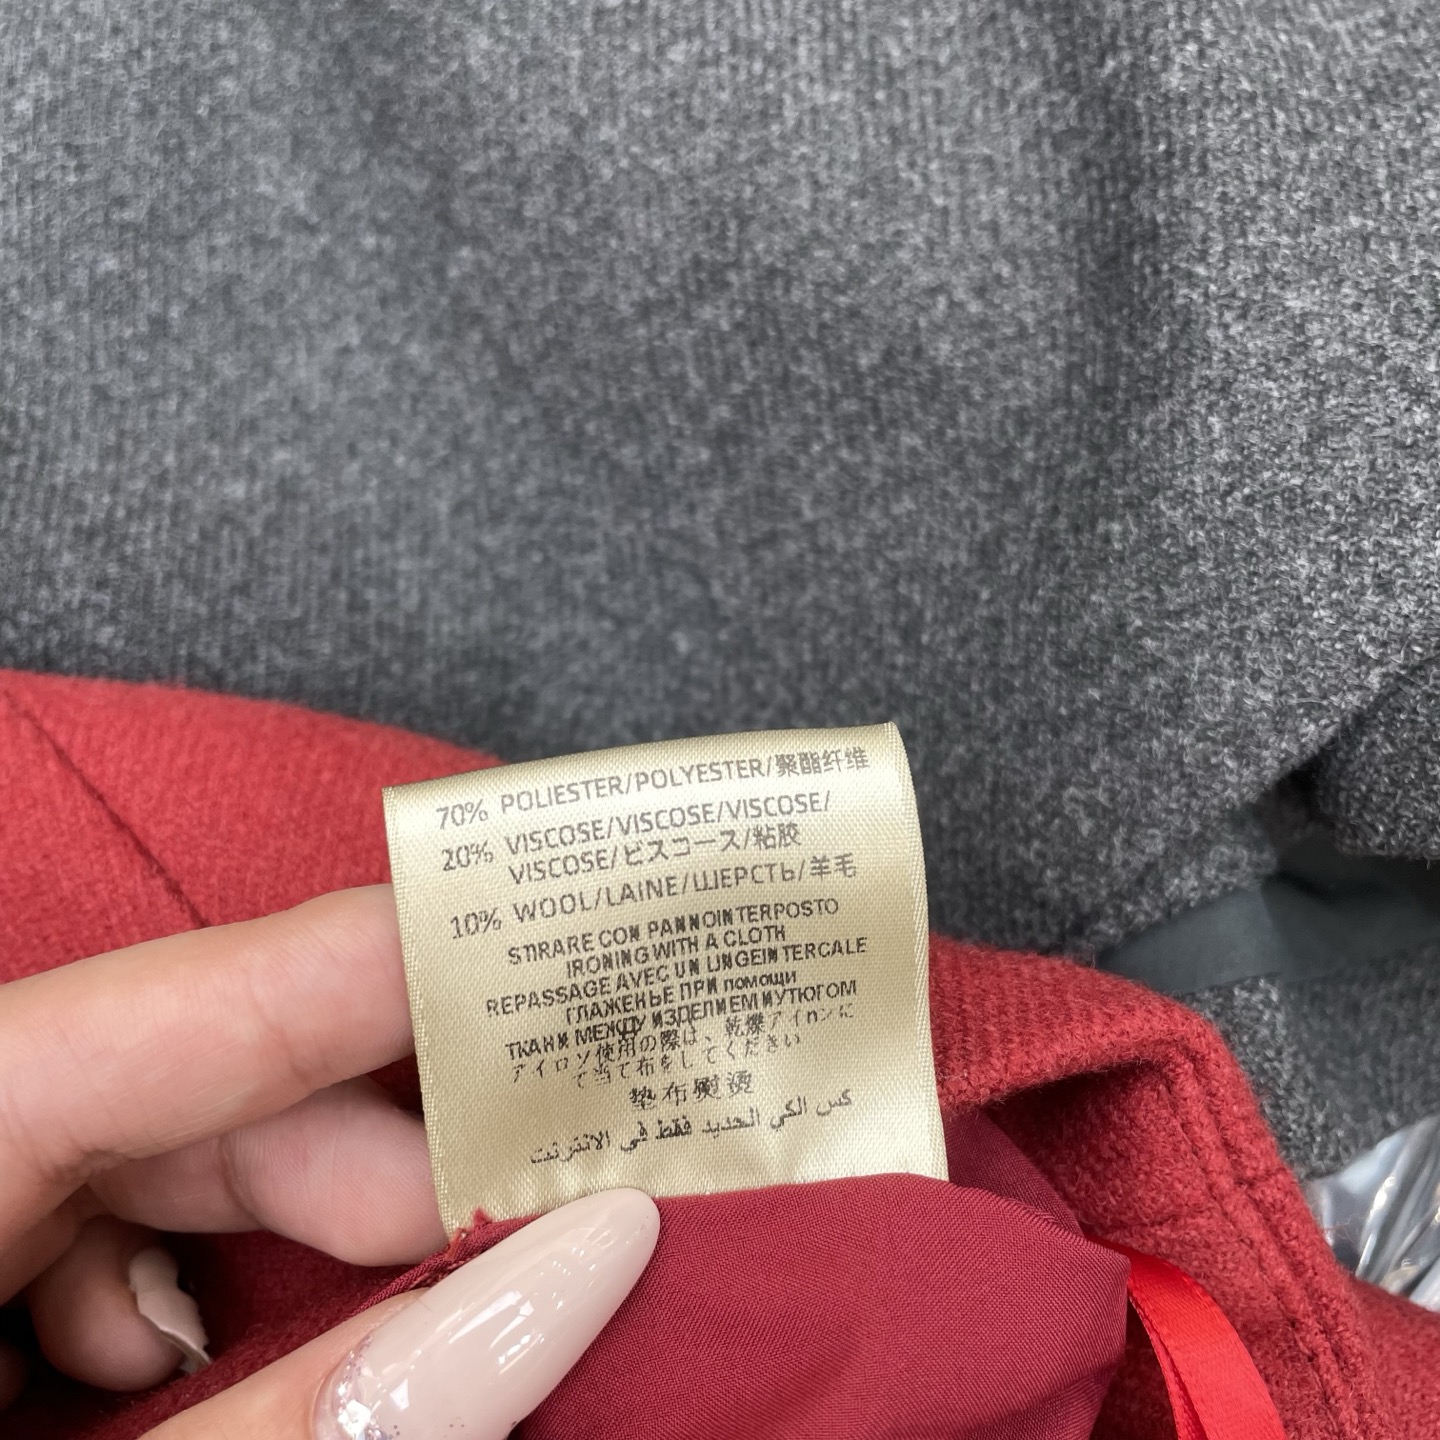 70% POLIESTER/POLYESTER/聚酯纤维
20% VISCOSE/VISCOSE/VISCOSE/
VISCOSE/ビスコース/粘胶
10% WOOL/LAINE/ШЕРСТЬ/羊毛
STIRARE CON PANNOINTERPOSTO
IRONING WITH A CLOTH
REPASSAGE AVEC UN LINGEINTERCALE
ГЛАЖЕНЬЕ ПРИ помощи
ТКАНИ МЕЖДУ ИЗДЕЛИЕМ ИУТЮГОМ
アイロン使用の際は、乾燥アイnンに
て当て布をしてください
垫布熨烫
كس الكي الحديد فقط في الانترنت